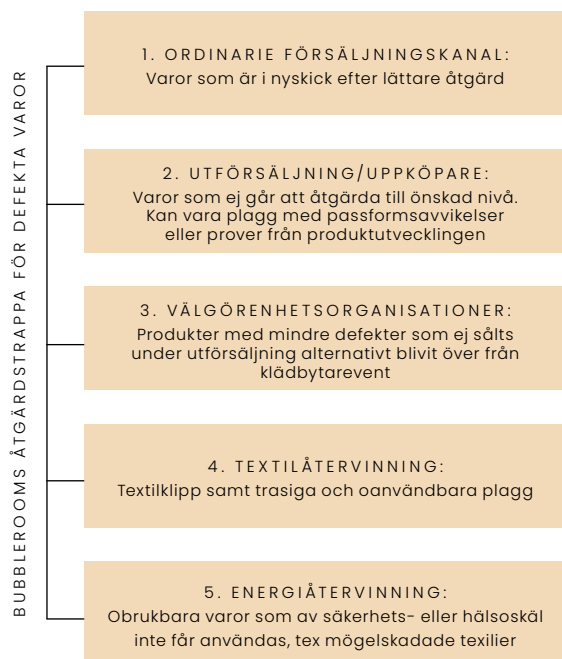 BUBBLEROOMS ÅTGÄRDSTRAPPA FÖR DEFEKTA VAROR
1. ORDINARIE FÖRSÄLJNINGSKANAL:
Varor som är i nyskick efter lättare åtgärd
2. UTFÖRSÄLJNING/UPPKÖPARE:
Varor som ej går att åtgärda till önskad nivå.
Kan vara plagg med passformsavvikelser
eller prover från produktutvecklingen
3. VÄLGÖRENHETSORGANISATIONER:
Produkter med mindre defekter som ej sålts
under utförsäljning alternativt blivit över från
klädbytarevent
4. TEXTILÅTERVINNING:
Textilklipp samt trasiga och oanvändbara plagg
5. ENERGIÅTERVINNING:
Obrukbara varor som av säkerhets- eller hälsoskäl
inte får användas, tex mögelskadade texilier